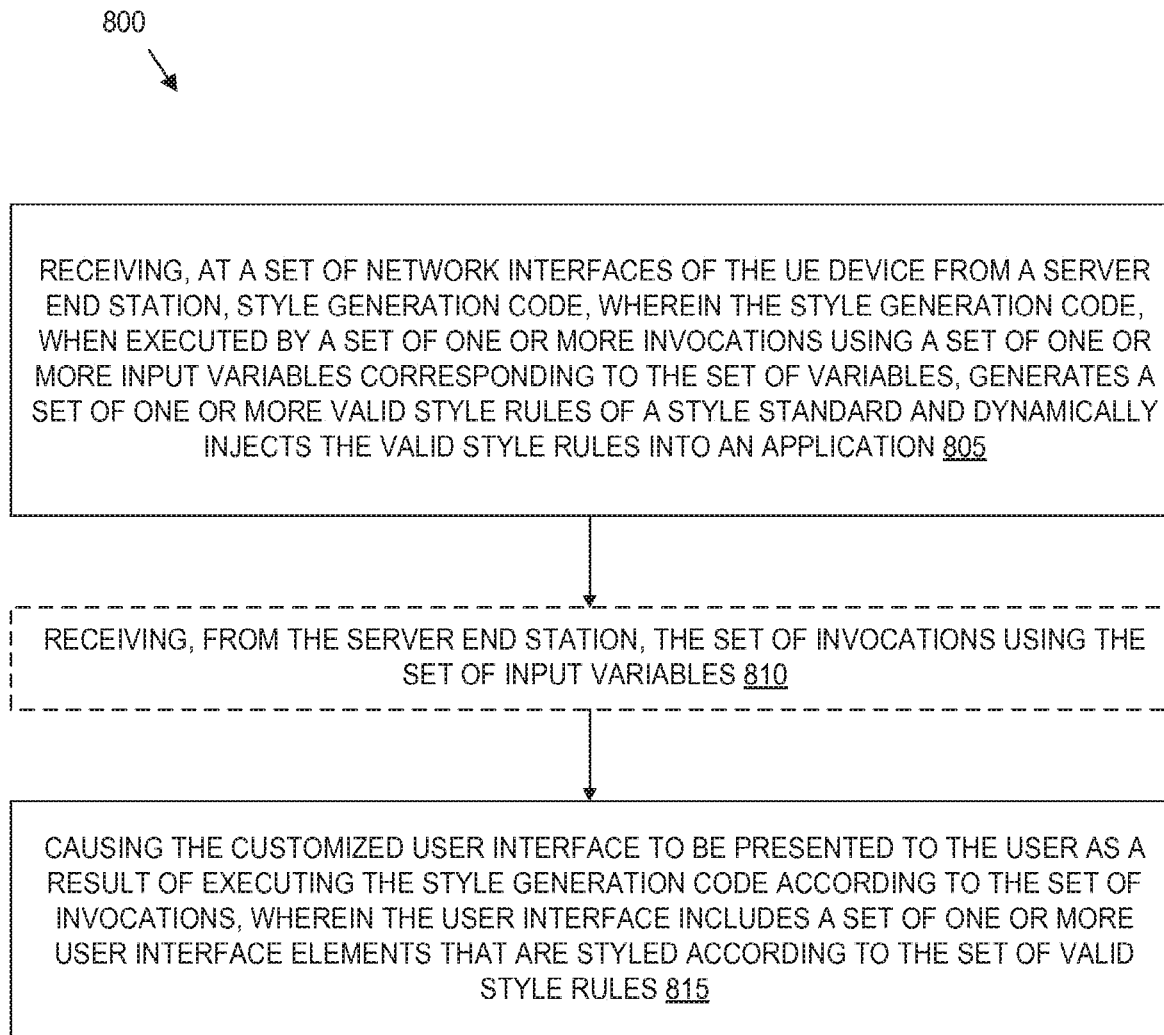 800
RECEIVING, AT A SET OF NETWORK INTERFACES OF THE UE DEVICE FROM A SERVER
END STATION, STYLE GENERATION CODE, WHEREIN THE STYLE GENERATION CODE,
WHEN EXECUTED BY A SET OF ONE OR MORE INVOCATIONS USING A SET OF ONE OR
MORE INPUT VARIABLES CORRESPONDING TO THE SET OF VARIABLES, GENERATES A
SET OF ONE OR MORE VALID STYLE RULES OF A STYLE STANDARD AND DYNAMICALLY
INJECTS THE VALID STYLE RULES INTO AN APPLICATION 805
RECEIVING, FROM THE SERVER END STATION, THE SET OF INVOCATIONS USING THE
SET OF INPUT VARIABLES 810
CAUSING THE CUSTOMIZED USER INTERFACE TO BE PRESENTED TO THE USER AS A
RESULT OF EXECUTING THE STYLE GENERATION CODE ACCORDING TO THE SET OF
INVOCATIONS, WHEREIN THE USER INTERFACE INCLUDES A SET OF ONE OR MORE
USER INTERFACE ELEMENTS THAT ARE STYLED ACCORDING TO THE SET OF VALID
STYLE RULES 815